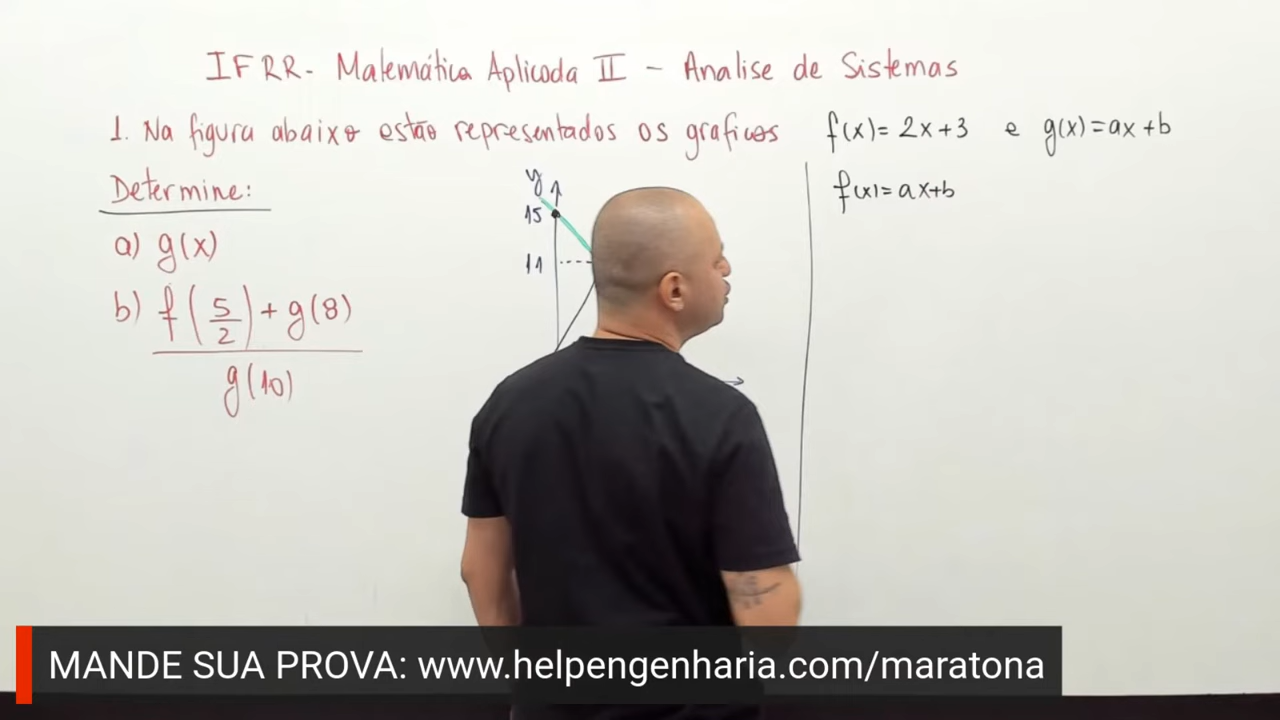 IFRR- Matemática Aplicada II - Analise de Sistemas
1. Na figura abaixo estão representados os graficos f(x)= 2x+3 e g(x)=ax+b
Determine:
a) g(x)
b) f(5/2) + g(8)
g(10)
y
15
11
f(x)= ax+b
MANDE SUA PROVA: www.helpengenharia.com/maratona